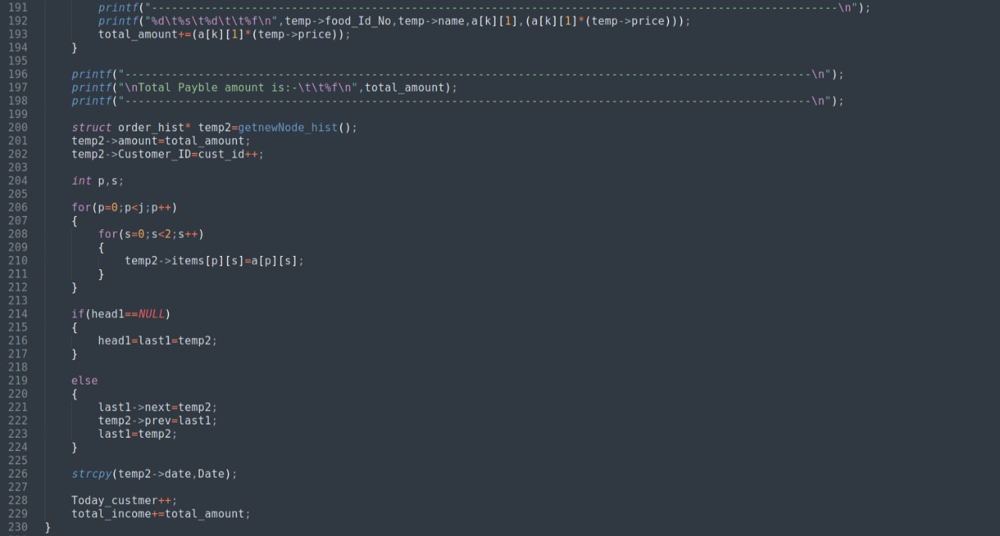 191 printf("-------------------------------------------------------------------------------------------------------\n");
192 printf("%d\t%s\t%d\t\t%f\n",temp->food_Id_No,temp->name,a[k][1],(a[k][1]*(temp->price)));
193 total_amount+=(a[k][1]*(temp->price));
194 }
195
196 printf("-------------------------------------------------------------------------------------------------------\n");
197 printf("\nTotal Payble amount is:-\t\t%f\n",total_amount);
198 printf("-------------------------------------------------------------------------------------------------------\n");
199
200 struct order_hist* temp2=getnewNode_hist();
201 temp2->amount=total_amount;
202 temp2->Customer_ID=cust_id++;
203
204 int p,s;
205
206 for(p=0;p<j;p++)
207 {
208 for(s=0;s<2;s++)
209 {
210 temp2->items[p][s]=a[p][s];
211 }
212 }
213
214 if(head1==NULL)
215 {
216 head1=last1=temp2;
217 }
218
219 else
220 {
221 last1->next=temp2;
222 temp2->prev=last1;
223 last1=temp2;
224 }
225
226 strcpy(temp2->date,Date);
227
228 Today_custmer++;
229 total_income+=total_amount;
230 }